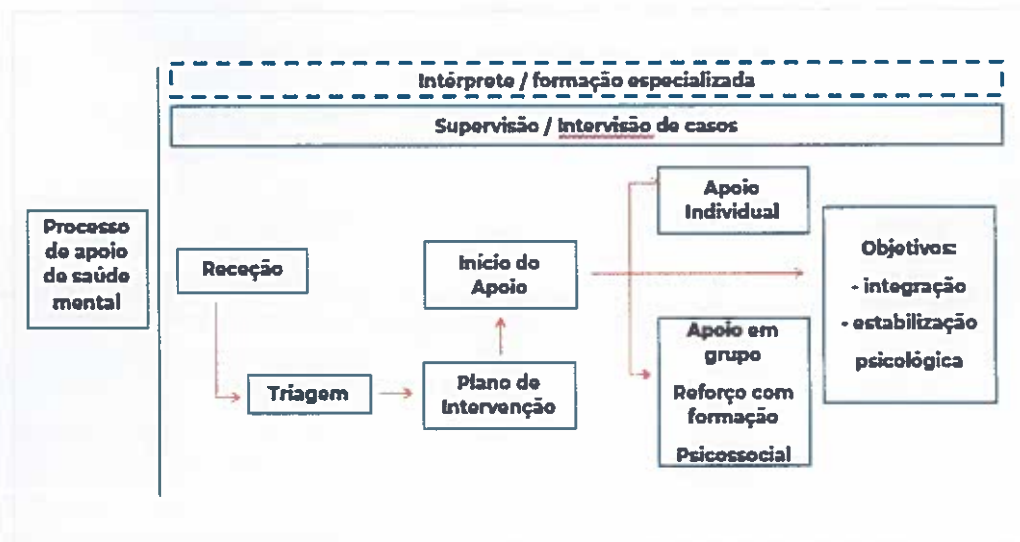 Intérprete / formação especializada
Supervisão / Intervisão de casos
Processo
de apoio
de saúde
mental
Receção
Triagem
Início do
Apoio
Plano de
Intervenção
Apoio
Individual
Apoio em
grupo
Reforço com
formação
Psicossocial
Objetivos:
- integração
- estabilização
psicológica